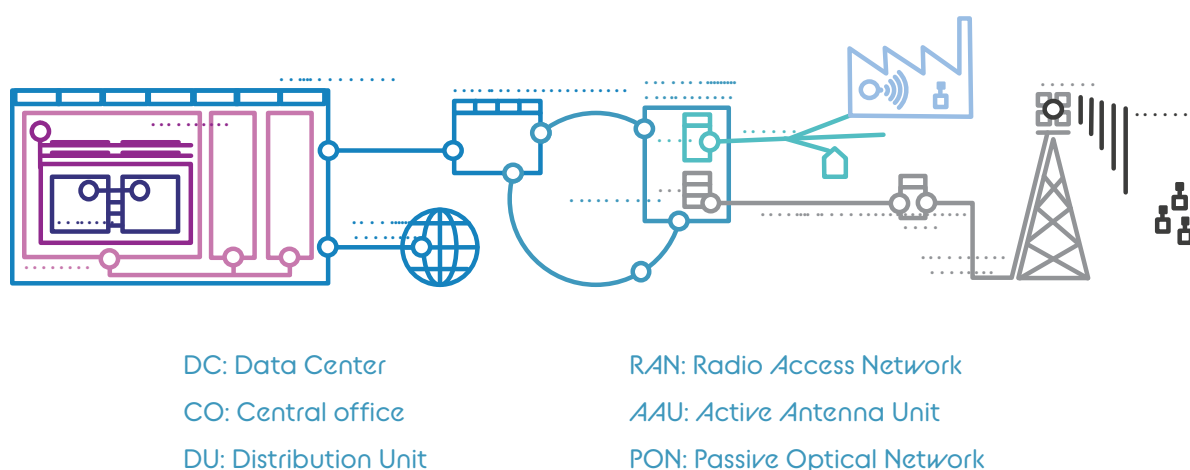 DC: Data Center
CO: Central office
DU: Distribution Unit
RAN: Radio Access Network
AAU: Active Antenna Unit
PON: Passive Optical Network